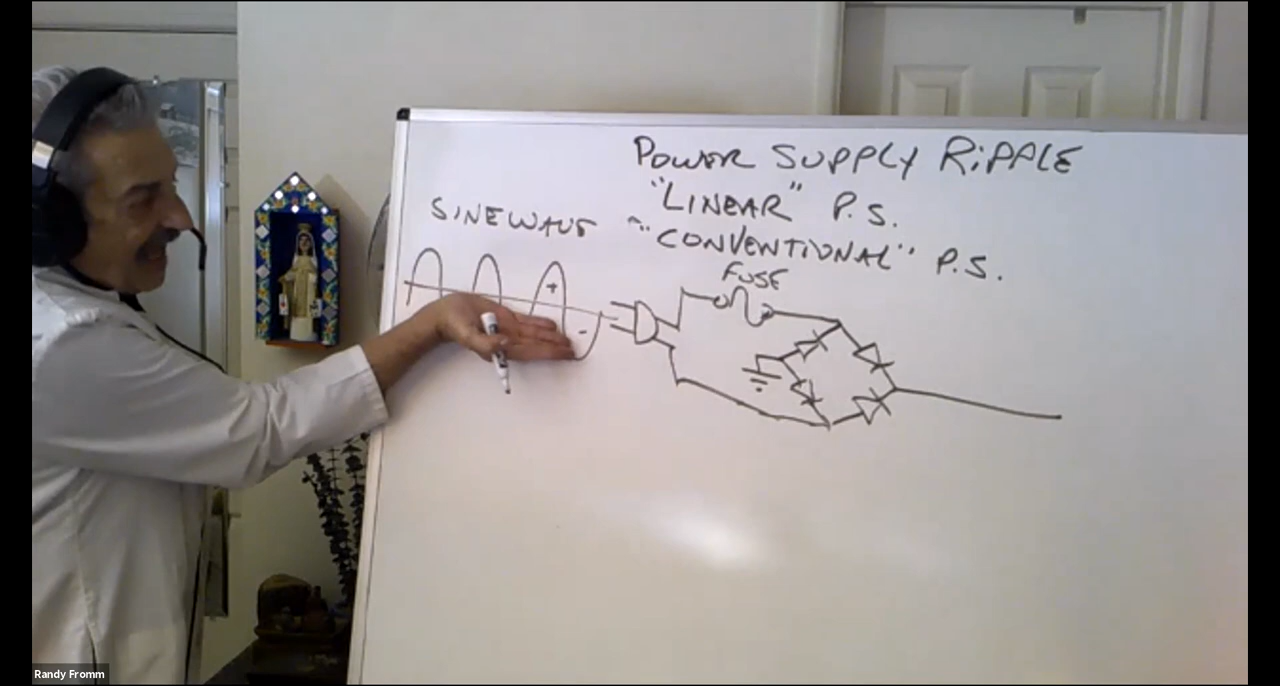 POWER SUPPLY RIPPLE
"LINEAR" P.S.
SINEWAVE ~ "CONVENTIONAL" P.S.
FUSE
+
-
Randy Fromm